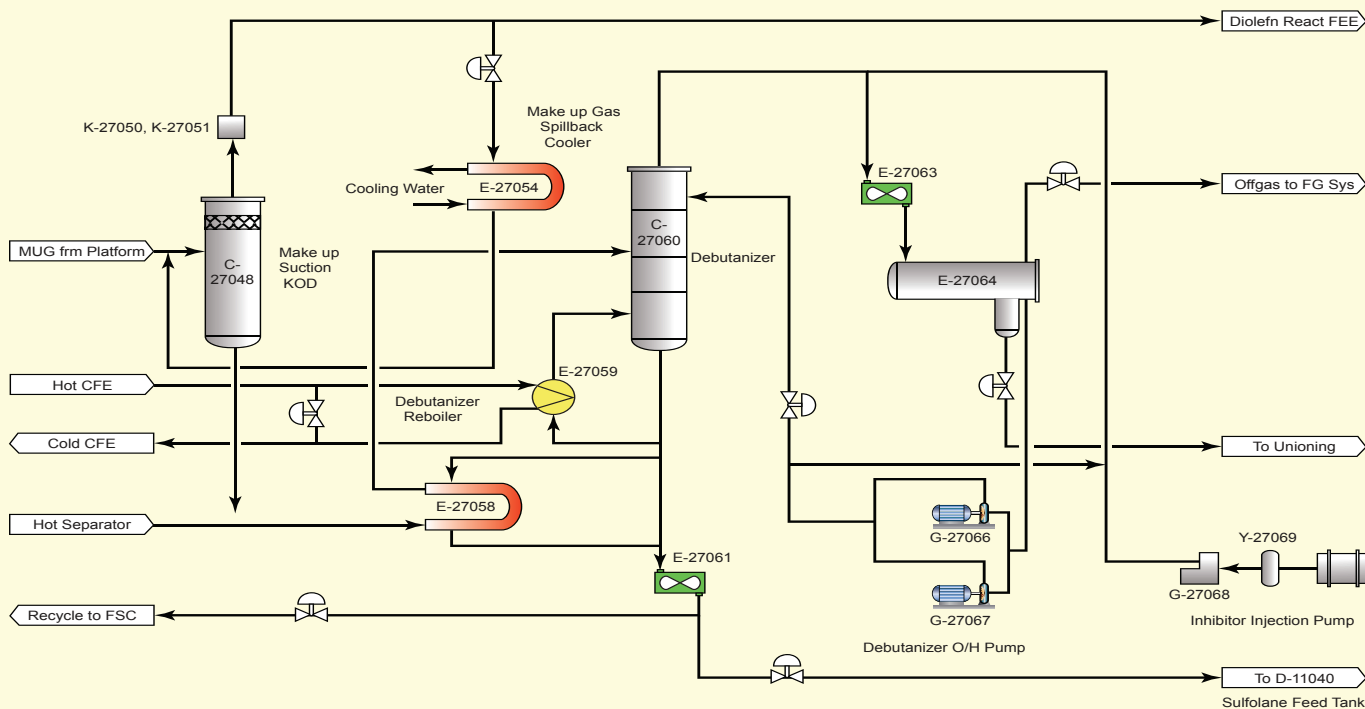 Diolefn React FEE
K-27050, K-27051
Make up Gas
Spillback
Cooler
E-27063
Cooling Water
E-27054
Offgas to FG Sys
MUG frm Platform
C-
27048
Make up
Suction
KOD
C-
27060
Debutanizer
E-27064
Hot CFE
E-27059
Debutanizer
Reboiler
Cold CFE
To Unioning
E-27058
Hot Separator
G-27066
E-27061
Y-27069
G-27068
Recycle to FSC
G-27067
Inhibitor Injection Pump
Debutanizer O/H Pump
To D-11040
Sulfolane Feed Tank